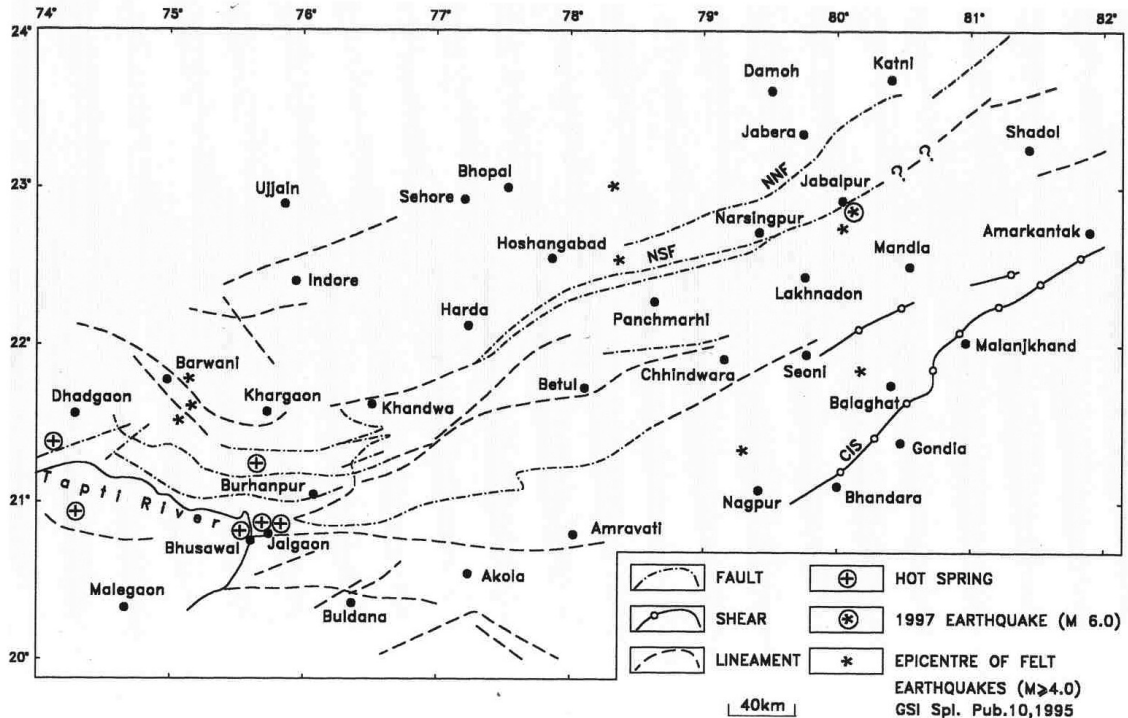 74° 75° 76° 77° 78° 79° 80° 81° 82°
24°
Katni
Damoh
Jabera
Shadol
23°
Bhopal
NNF
?
?
Ujjain
Sehore
Jabalpur
Narsingpur
Amarkantak
Hoshangabad
NSF
Mandla
Indore
Lakhnadon
Harda
Panchmarhi
22°
Malanjkhand
Barwani
Betul
Chhindwara
Seoni
Dhadgaon
Khargaon
Khandwa
Balaghat
CIS
Gondia
Burhanpur
21°
Tapti River
Nagpur
Bhandara
Amravati
Bhusawal
Jalgaon
Malegaon
Akola
Buldana
20°
FAULT
HOT SPRING
SHEAR
1997 EARTHQUAKE (M 6.0)
LINEAMENT
EPICENTRE OF FELT
EARTHQUAKES (M⩾4.0)
40km
GSI Spl. Pub.10,1995